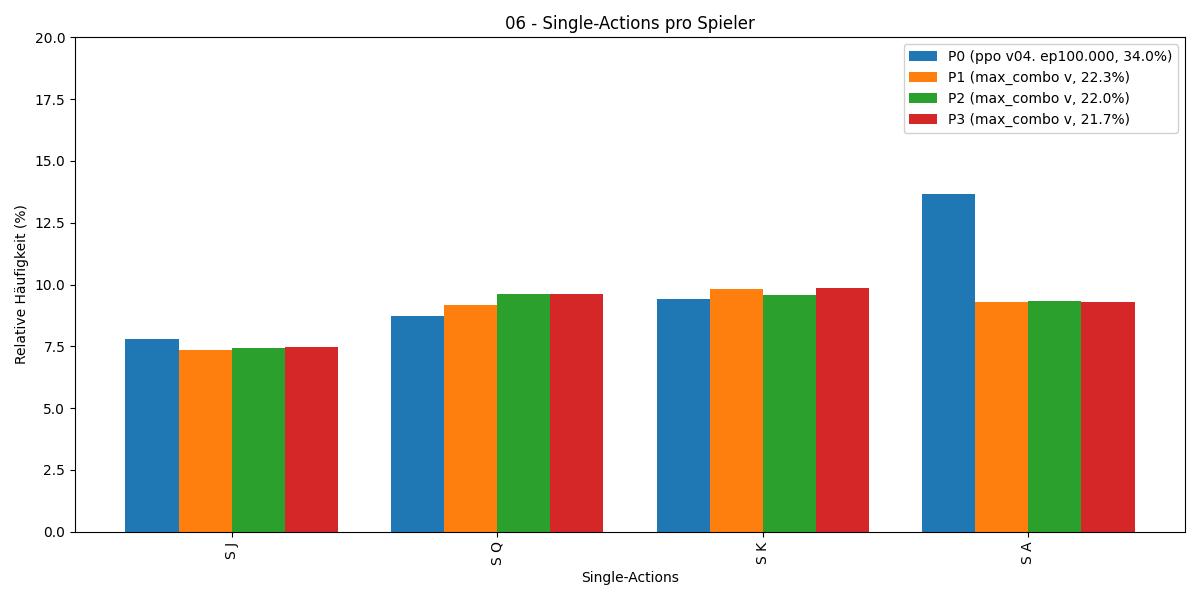 06 - Single-Actions pro Spieler
20.0
17.5
15.0
12.5
10.0
7.5
5.0
2.5
0.0
Relative Häufigkeit (%)
P0 (ppo v04. ep100.000, 34.0%)
P1 (max_combo v, 22.3%)
P2 (max_combo v, 22.0%)
P3 (max_combo v, 21.7%)
S J
S Q
S K
S A
Single-Actions